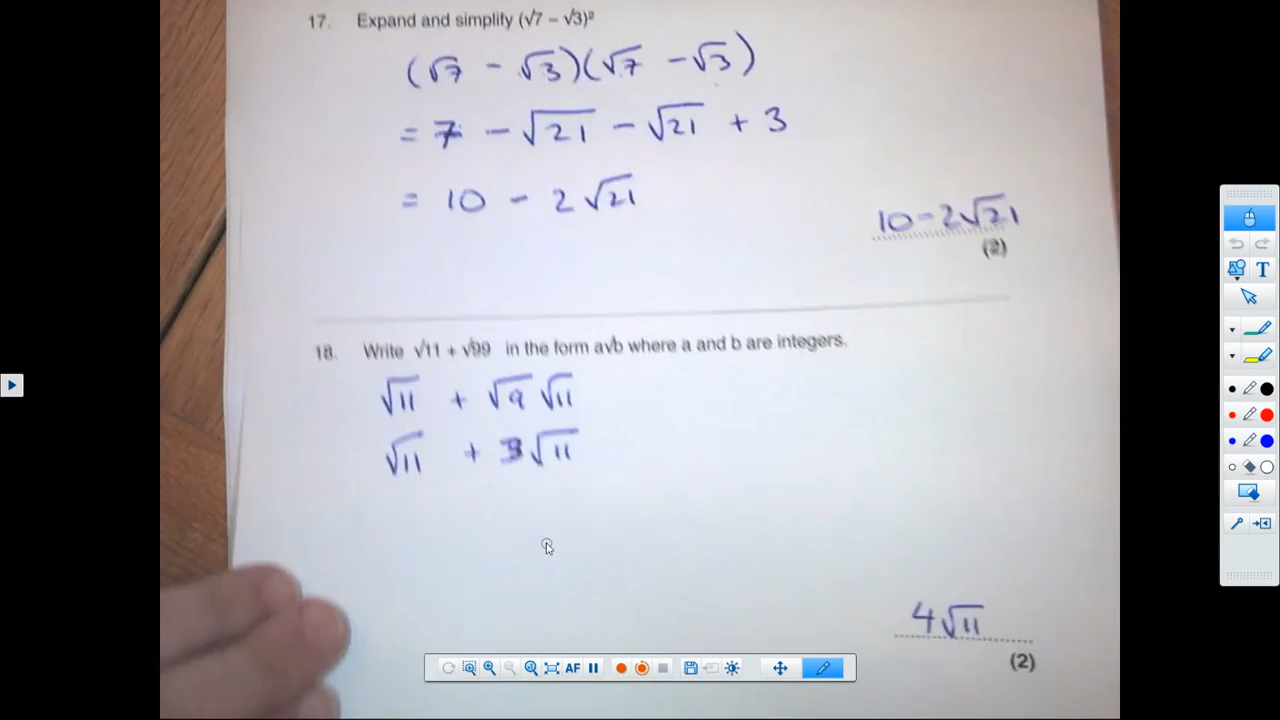 17. Expand and simplify (√7 – √3)²
(√7 - √3)(√7 - √3)
= 7 - √21 - √21 + 3
= 10 - 2√21
10-2√21
(2)
18. Write √11 + √99 in the form a√b where a and b are integers.
√11 + √9 √11
√11 + 3√11
4√11
(2)
T
AF